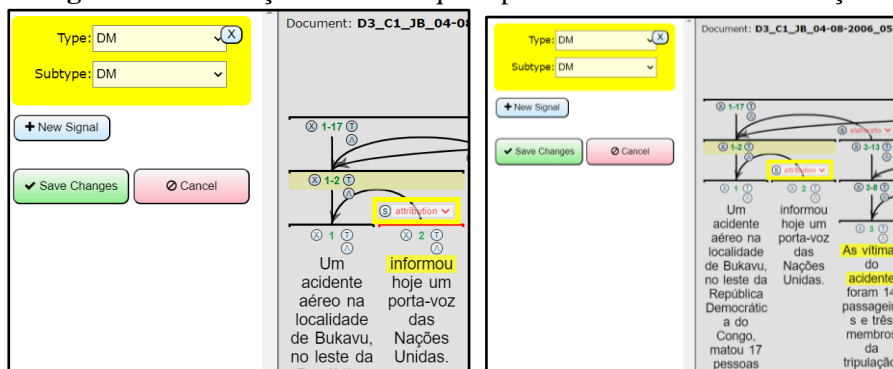 Type: DM
X
Subtype: DM
+ New Signal
✔ Save Changes
Cancel
Document: D3_C1_JB_04-0
X 1-17 T
Λ
X 1-2 T
Λ
S attribution
X 1 T
Λ
X 2 T
Λ
Um
acidente
aéreo na
localidade
de Bukavu,
no leste da
informou
hoje um
porta-voz
das
Nações
Unidas.
Type: DM
X
Subtype: DM
+ New Signal
✔ Save Changes
Cancel
Document: D3_C1_JB_04-08-2006_05
X 1-17 T
Λ
S elaboratio
X 1-2 T
Λ
X 3-13 T
Λ
S attribution
X 1 T
Λ
X 2 T
Λ
X 3-8 T
Λ
Um
acidente
aéreo na
localidade
de Bukavu,
no leste da
República
Democrátic
a do
Congo,
matou 17
pessoas
informou
hoje um
porta-voz
das
Nações
Unidas.
X 3 T
Λ
As vítima
do
acidente
foram 14
passagei
s e três
membros
da
tripulação